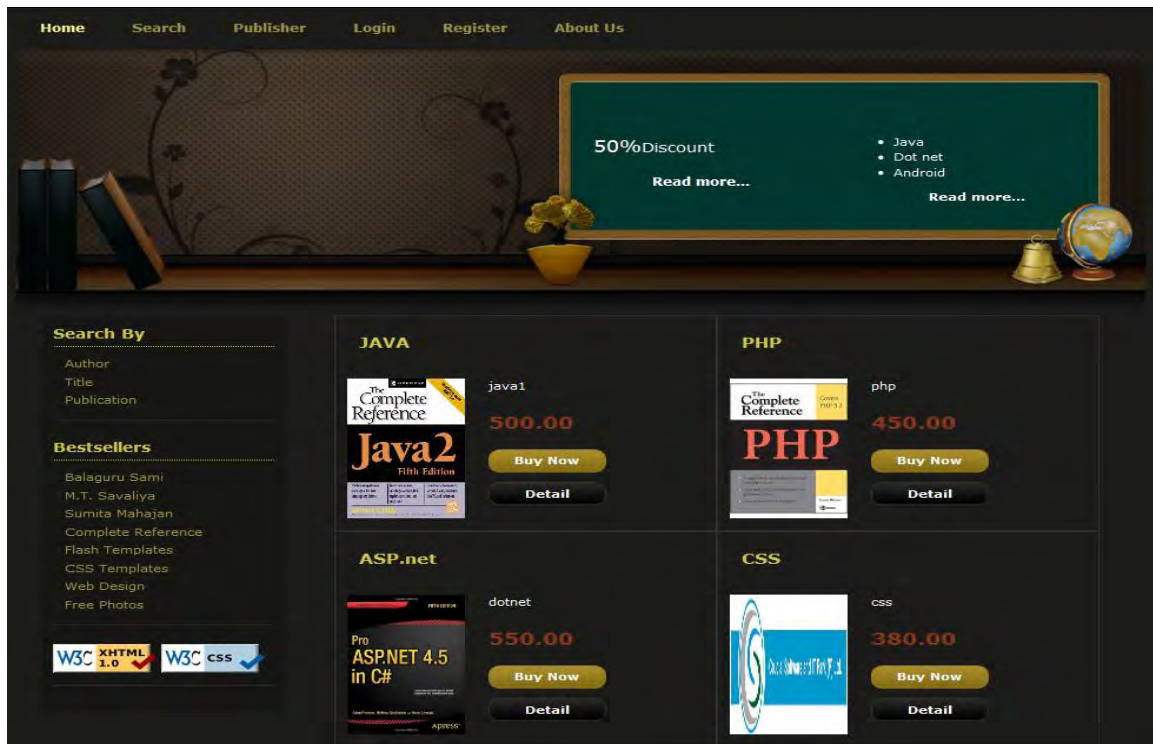 Home Search Publisher Login Register About Us
50%Discount
Read more...
Java
Dot net
Android
Read more...
Search By
Author
Title
Publication
Bestsellers
Balaguru Sami
M.T. Savaliya
Sumita Mahajan
Complete Reference
Flash Templates
CSS Templates
Web Design
Free Photos
W3C XHTML 1.0
W3C css
JAVA
The
Complete
Reference
Java 2
Fifth Edition
java1
500.00
Buy Now
Detail
PHP
The
Complete
Reference
PHP
php
450.00
Buy Now
Detail
ASP.net
Pro
ASP.NET 4.5
in C#
Apress
dotnet
550.00
Buy Now
Detail
CSS
css
380.00
Buy Now
Detail